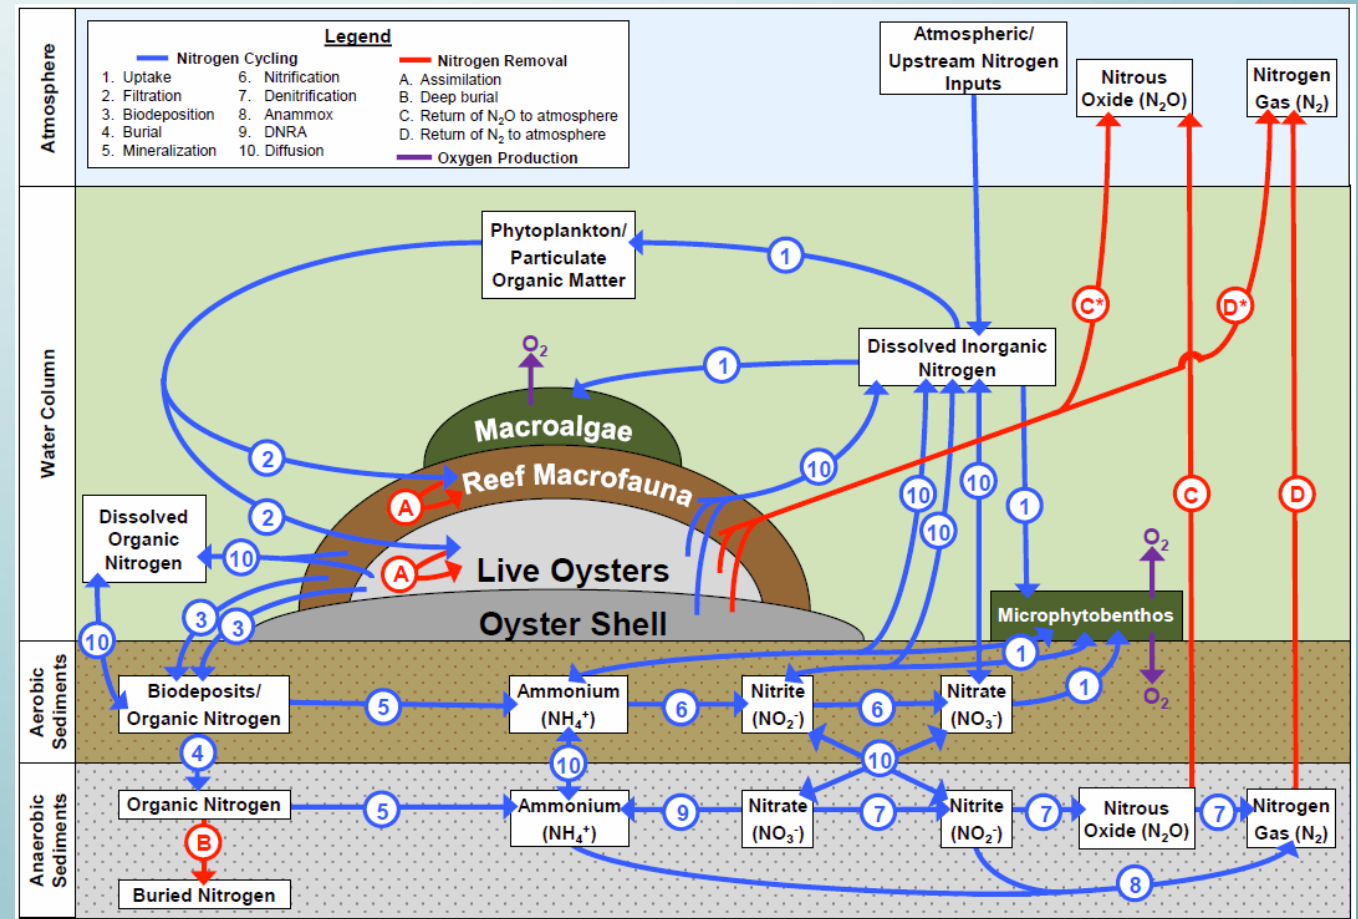 Atmosphere
Legend
Nitrogen Cycling
1. Uptake
2. Filtration
3. Biodeposition
4. Burial
5. Mineralization
6. Nitrification
7. Denitrification
8. Anammox
9. DNRA
10. Diffusion
Nitrogen Removal
A. Assimilation
B. Deep burial
C. Return of N₂O to atmosphere
D. Return of N₂ to atmosphere
Oxygen Production
Atmospheric/
Upstream Nitrogen
Inputs
Nitrous
Oxide (N₂O)
Nitrogen
Gas (N₂)
Water Column
Phytoplankton/
Particulate
Organic Matter
1
C*
D*
Dissolved Inorganic
Nitrogen
O₂
1
Macroalgae
Reef Macrofauna
2
A
10
10
10
10
1
C
D
Dissolved
Organic
Nitrogen
2
10
A
Live Oysters
Oyster Shell
3
3
10
O₂
Microphytobenthos
O₂
Aerobic
Sediments
1
1
Biodeposits/
Organic Nitrogen
5
Ammonium
(NH₄⁺)
6
Nitrite
(NO₂⁻)
6
Nitrate
(NO₃⁻)
4
10
10
Anaerobic
Sediments
Organic Nitrogen
5
Ammonium
(NH₄⁺)
9
Nitrate
(NO₃⁻)
7
Nitrite
(NO₂⁻)
7
Nitrous
Oxide (N₂O)
7
Nitrogen
Gas (N₂)
B
8
Buried Nitrogen